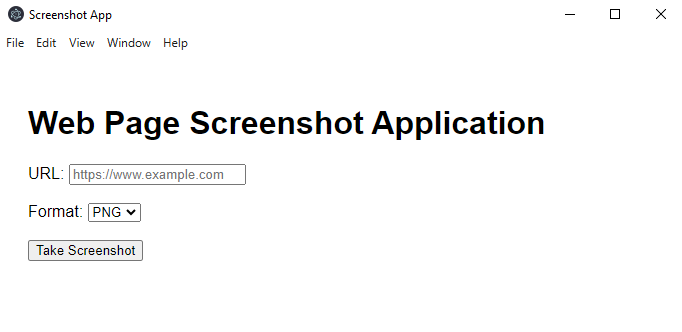 Screenshot App
File Edit View Window Help
Web Page Screenshot Application
URL: https://www.example.com
Format: PNG
Take Screenshot